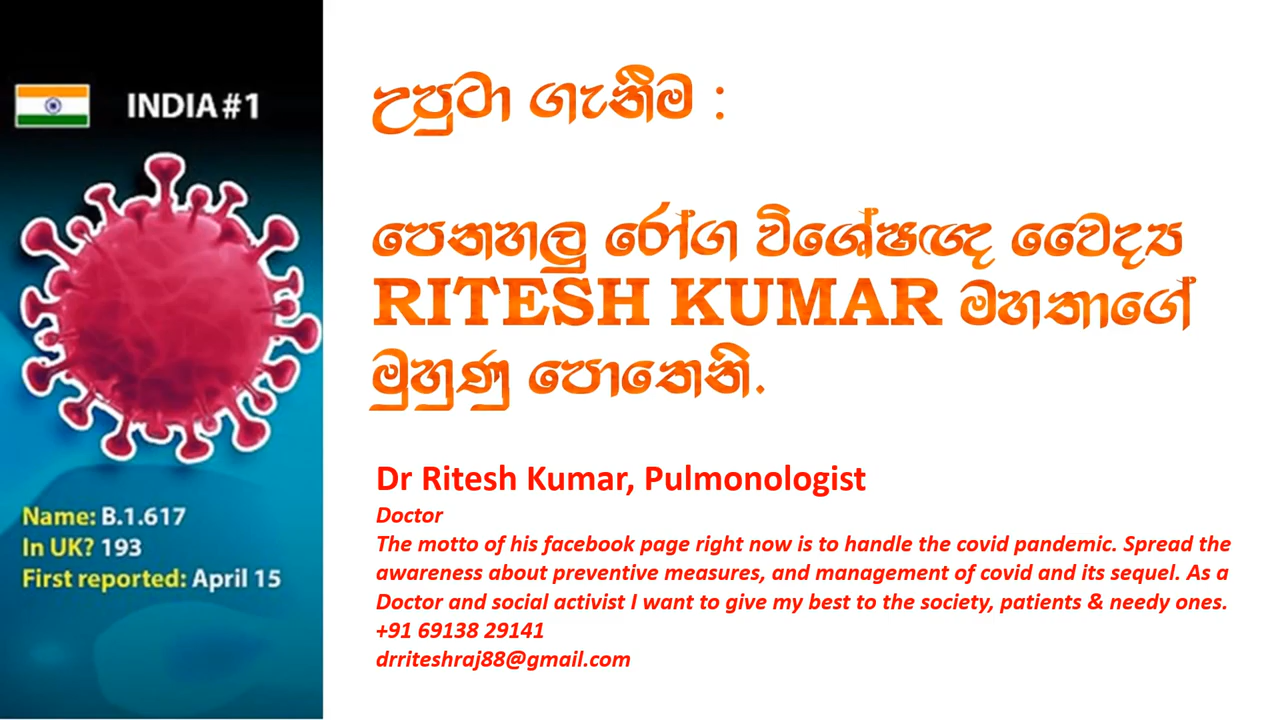 INDIA #1
Name: B.1.617
In UK? 193
First reported: April 15
උපුටා ගැනීම :
පෙනහලු රෝග විශේෂඥ වෛද්‍ය
RITESH KUMAR මහතාගේ
මුහුණු පොතෙනි.
Dr Ritesh Kumar, Pulmonologist
Doctor
The motto of his facebook page right now is to handle the covid pandemic. Spread the
awareness about preventive measures, and management of covid and its sequel. As a
Doctor and social activist I want to give my best to the society, patients & needy ones.
+91 69138 29141
drriteshraj88@gmail.com